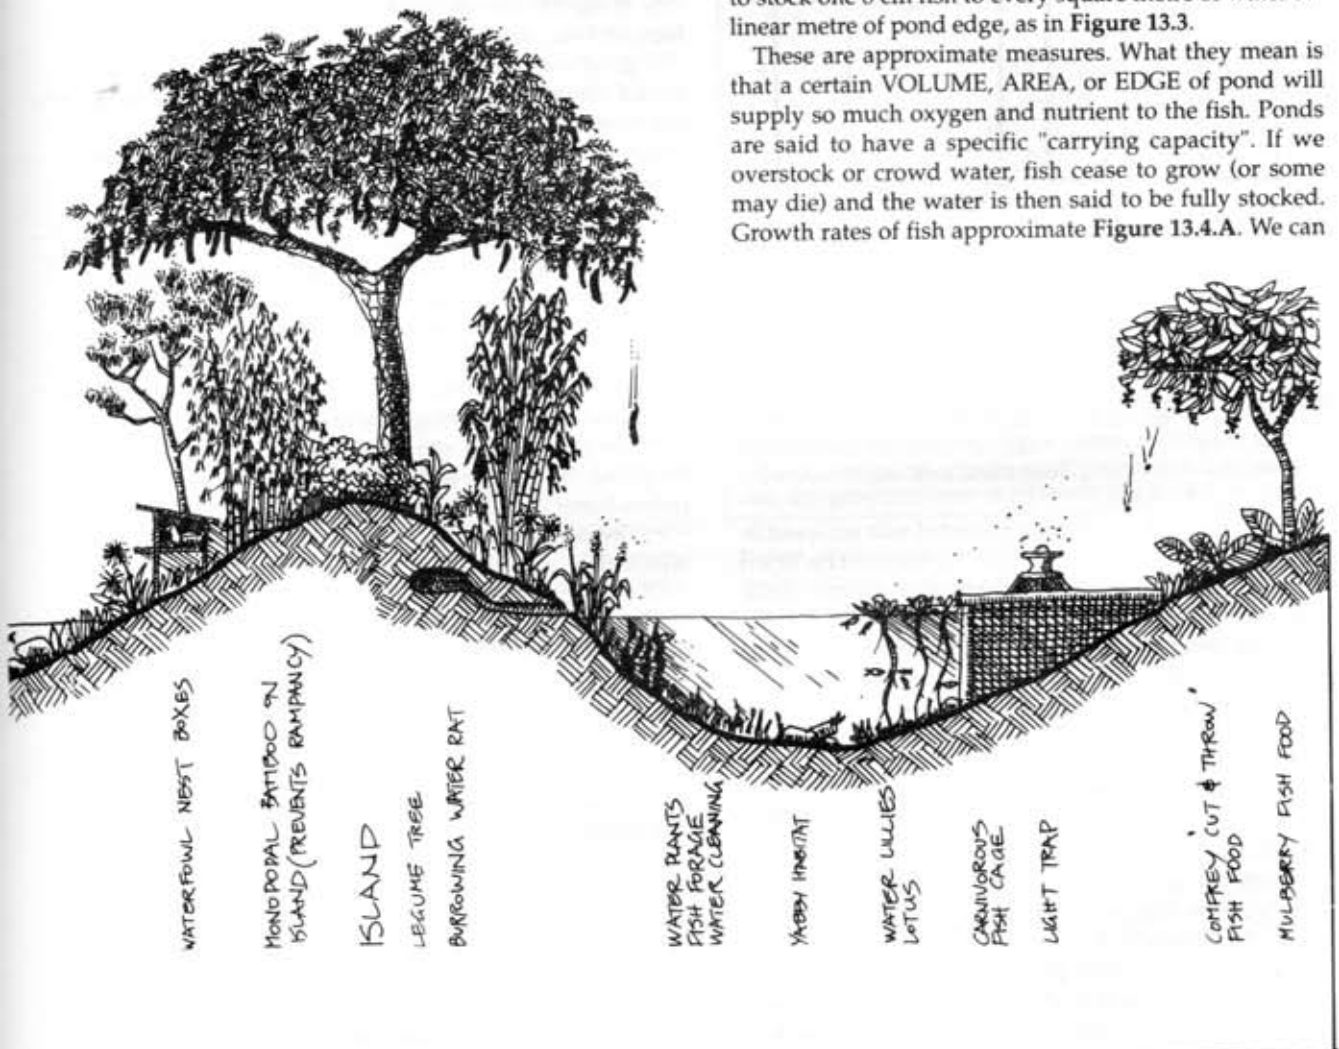 linear metre of pond edge, as in Figure 13.3.
These are approximate measures. What they mean is
that a certain VOLUME, AREA, or EDGE of pond will
supply so much oxygen and nutrient to the fish. Ponds
are said to have a specific "carrying capacity". If we
overstock or crowd water, fish cease to grow (or some
may die) and the water is then said to be fully stocked.
Growth rates of fish approximate Figure 13.4.A. We can
WATERFOWL NEST BOXES
MONOPODAL BAMBOO ON
ISLAND (PREVENTS RAMPANCY)
ISLAND
LEGUME TREE
BURROWING WATER RAT
WATER PLANTS
FISH FORAGE
WATER CLEANING
YABBY HABITAT
WATER LILLIES
LOTUS
CARNIVOROUS
FISH CAGE
LIGHT TRAP
COMFREY 'CUT & THROW'
FISH FOOD
MULBERRY FISH FOOD